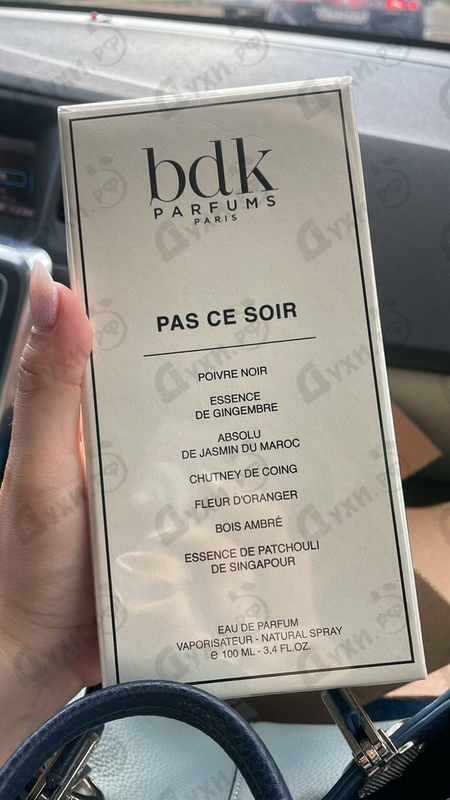 bdk
PARFUMS
PARIS
PAS CE SOIR
POIVRE NOIR
ESSENCE
DE GINGEMBRE
ABSOLU
DE JASMIN DU MAROC
CHUTNEY DE COING
FLEUR D'ORANGER
BOIS AMBRÉ
ESSENCE DE PATCHOULI
DE SINGAPOUR
EAU DE PARFUM
VAPORISATEUR - NATURAL SPRAY
℮ 100 ML - 3,4 FL.OZ.
Духи.рф